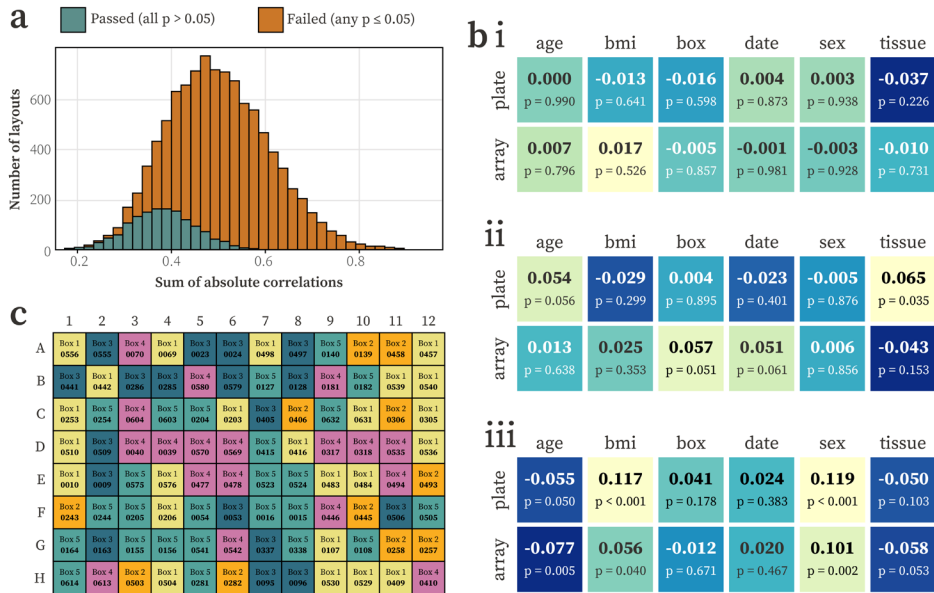 a
Passed (all p > 0.05)
Failed (any p ≤ 0.05)
Number of layouts
600
400
200
0
0.2 0.4 0.6 0.8
Sum of absolute correlations
b i
age bmi box date sex tissue
plate
0.000 -0.013 -0.016 0.004 0.003 -0.037
p = 0.990 p = 0.641 p = 0.598 p = 0.873 p = 0.938 p = 0.226
array
0.007 0.017 -0.005 -0.001 -0.003 -0.010
p = 0.796 p = 0.526 p = 0.857 p = 0.981 p = 0.928 p = 0.731
ii
age bmi box date sex tissue
plate
0.054 -0.029 0.004 -0.023 -0.005 0.065
p = 0.056 p = 0.299 p = 0.895 p = 0.401 p = 0.876 p = 0.035
array
0.013 0.025 0.057 0.051 0.006 -0.043
p = 0.638 p = 0.353 p = 0.051 p = 0.061 p = 0.856 p = 0.153
iii
age bmi box date sex tissue
plate
-0.055 0.117 0.041 0.024 0.119 -0.050
p = 0.050 p < 0.001 p = 0.178 p = 0.383 p < 0.001 p = 0.103
array
-0.077 0.056 -0.012 0.020 0.101 -0.058
p = 0.005 p = 0.040 p = 0.671 p = 0.467 p = 0.002 p = 0.053
c
1 2 3 4 5 6 7 8 9 10 11 12
A
Box 1 Box 3 Box 4 Box 1 Box 3 Box 3 Box 1 Box 3 Box 5 Box 2 Box 2 Box 1
0556 0555 0070 0069 0023 0024 0498 0497 0140 0139 0458 0457
B
Box 3 Box 1 Box 3 Box 3 Box 4 Box 3 Box 5 Box 3 Box 4 Box 5 Box 1 Box 1
0441 0442 0286 0285 0580 0579 0127 0128 0181 0182 0539 0540
C
Box 1 Box 5 Box 4 Box 5 Box 5 Box 1 Box 3 Box 2 Box 5 Box 1 Box 2 Box 1
0253 0254 0604 0603 0204 0203 0405 0406 0632 0631 0306 0305
D
Box 1 Box 3 Box 4 Box 4 Box 4 Box 4 Box 5 Box 1 Box 4 Box 4 Box 4 Box 1
0510 0509 0040 0039 0570 0569 0415 0416 0317 0318 0535 0536
E
Box 1 Box 3 Box 5 Box 1 Box 4 Box 4 Box 5 Box 5 Box 1 Box 1 Box 4 Box 2
0010 0009 0575 0576 0477 0478 0523 0524 0483 0484 0494 0493
F
Box 2 Box 5 Box 5 Box 1 Box 5 Box 3 Box 5 Box 5 Box 4 Box 2 Box 3 Box 5
0243 0244 0205 0206 0054 0053 0016 0015 0446 0445 0506 0505
G
Box 5 Box 3 Box 5 Box 5 Box 5 Box 4 Box 3 Box 5 Box 1 Box 5 Box 2 Box 2
0164 0163 0155 0156 0541 0542 0337 0338 0107 0108 0258 0257
H
Box 5 Box 4 Box 2 Box 1 Box 5 Box 2 Box 3 Box 3 Box 1 Box 1 Box 1 Box 4
0614 0613 0503 0504 0281 0282 0095 0096 0530 0529 0409 0410